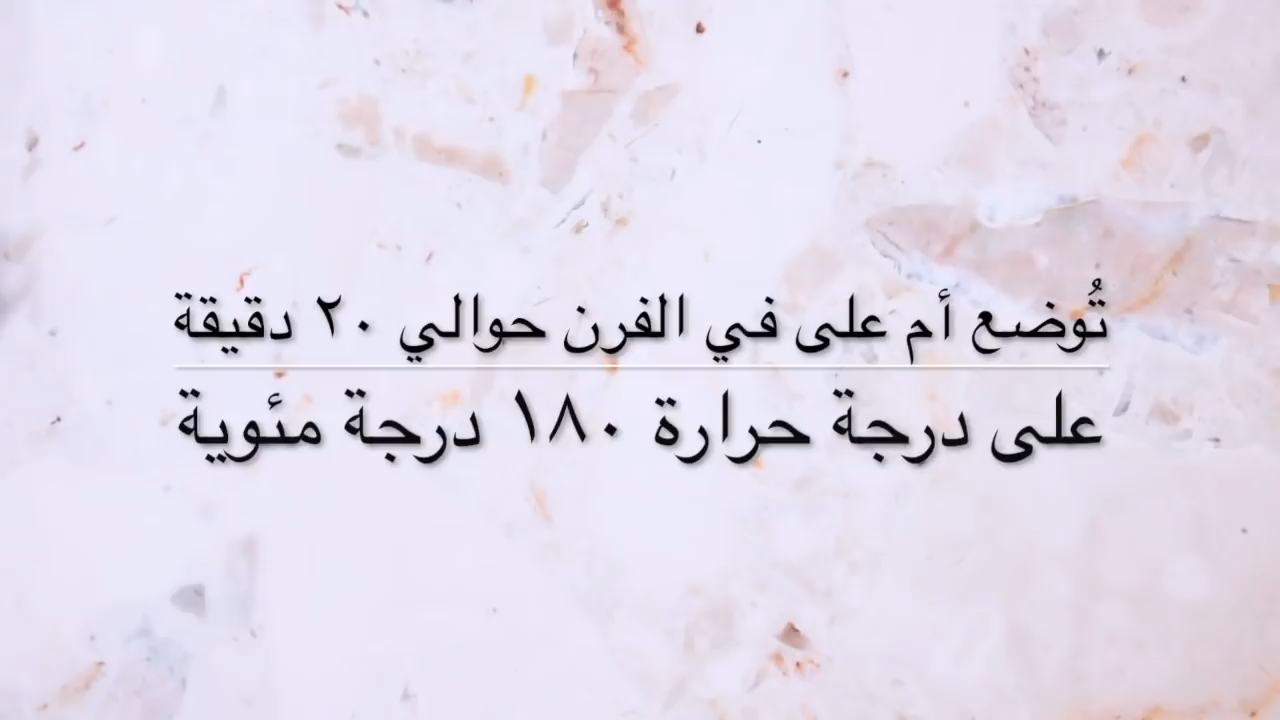 تُوضع أم على في الفرن حوالي ٢٠ دقيقة
على درجة حرارة ١٨٠ درجة مئوية